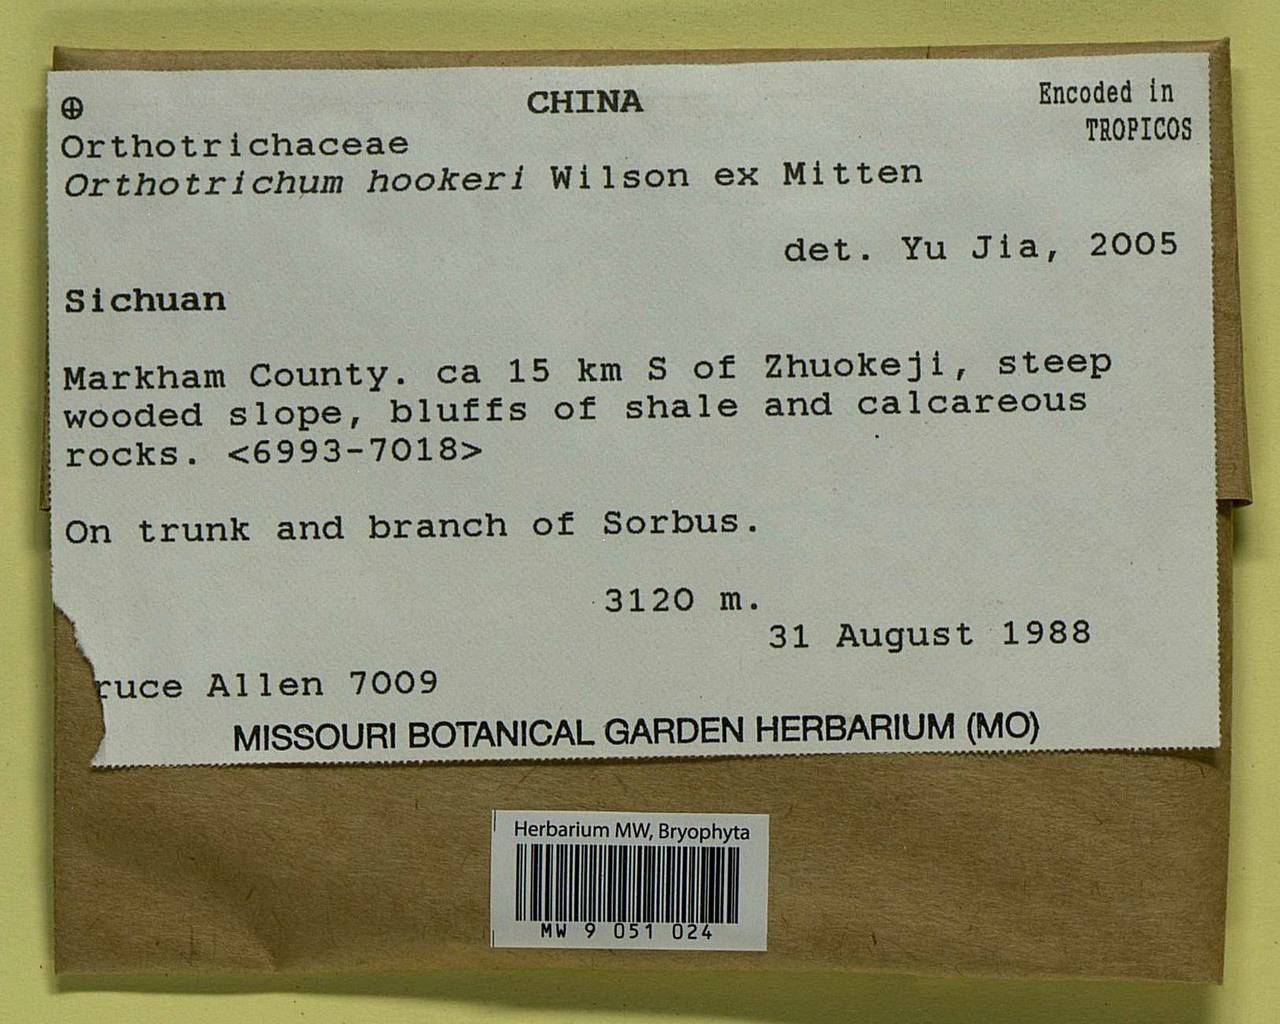 ⊕
CHINA
Encoded in
TROPICOS
Orthotrichaceae
Orthotrichum hookeri Wilson ex Mitten
det. Yu Jia, 2005
Sichuan
Markham County. ca 15 km S of Zhuokeji, steep
wooded slope, bluffs of shale and calcareous
rocks. <6993-7018>
On trunk and branch of Sorbus.
3120 m.
31 August 1988
ruce Allen 7009
MISSOURI BOTANICAL GARDEN HERBARIUM (MO)
Herbarium MW, Bryophyta
MW 9 051 024